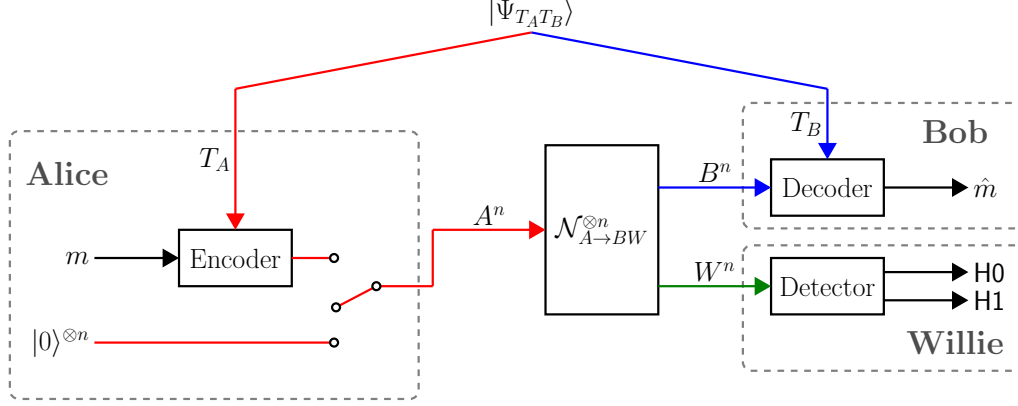 |Ψ_{T_A T_B}⟩
T_A
T_B
Alice
Bob
m
Encoder
A^n
𝒩^{⊗n}_{A→BW}
B^n
Decoder
m̂
W^n
Detector
H0
H1
|0⟩^{⊗n}
Willie